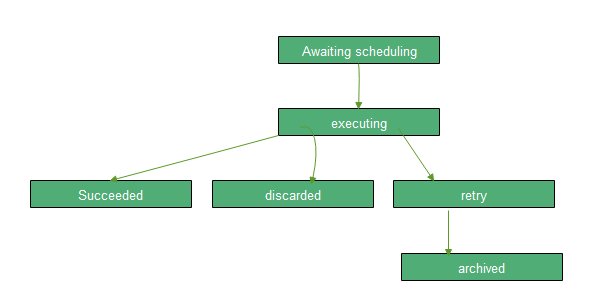 Awaiting scheduling
executing
Succeeded
discarded
retry
archived